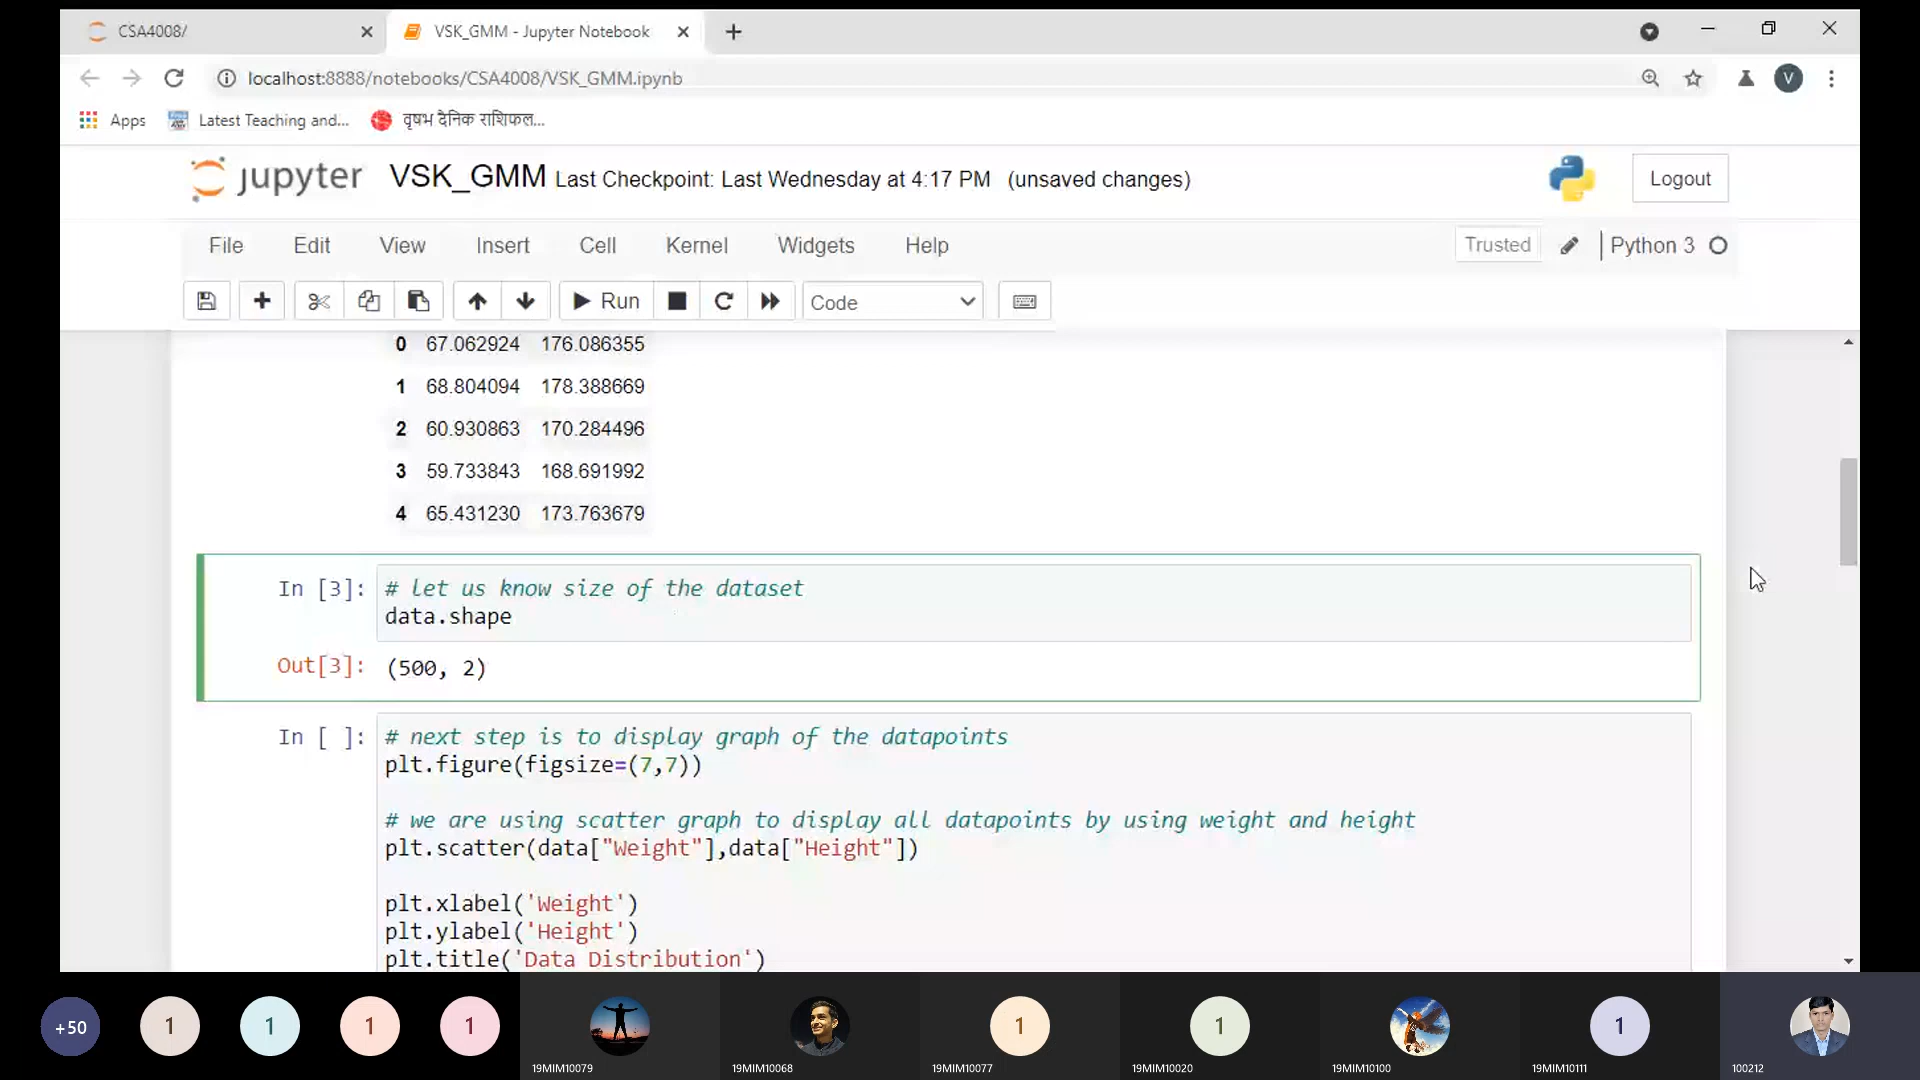 CSA4008/
VSK_GMM - Jupyter Notebook
localhost:8888/notebooks/CSA4008/VSK_GMM.ipynb
V
Apps
Latest Teaching and...
वृषभ दैनिक राशिफल...
jupyter VSK_GMM Last Checkpoint: Last Wednesday at 4:17 PM (unsaved changes)
Logout
File Edit View Insert Cell Kernel Widgets Help
Trusted
Python 3
Run
Code
0 67.062924 176.086355
1 68.804094 178.388669
2 60.930863 170.284496
3 59.733843 168.691992
4 65.431230 173.763679
In [3]: # let us know size of the dataset
data.shape
Out[3]: (500, 2)
In [ ]: # next step is to display graph of the datapoints
plt.figure(figsize=(7,7))
# we are using scatter graph to display all datapoints by using weight and height
plt.scatter(data["Weight"],data["Height"])
plt.xlabel('Weight')
plt.ylabel('Height')
plt.title('Data Distribution')
+50 1 1 1 1 1 1 1
19MIM10079 19MIM10068 19MIM10077 19MIM10020 19MIM10100 19MIM10111 100212